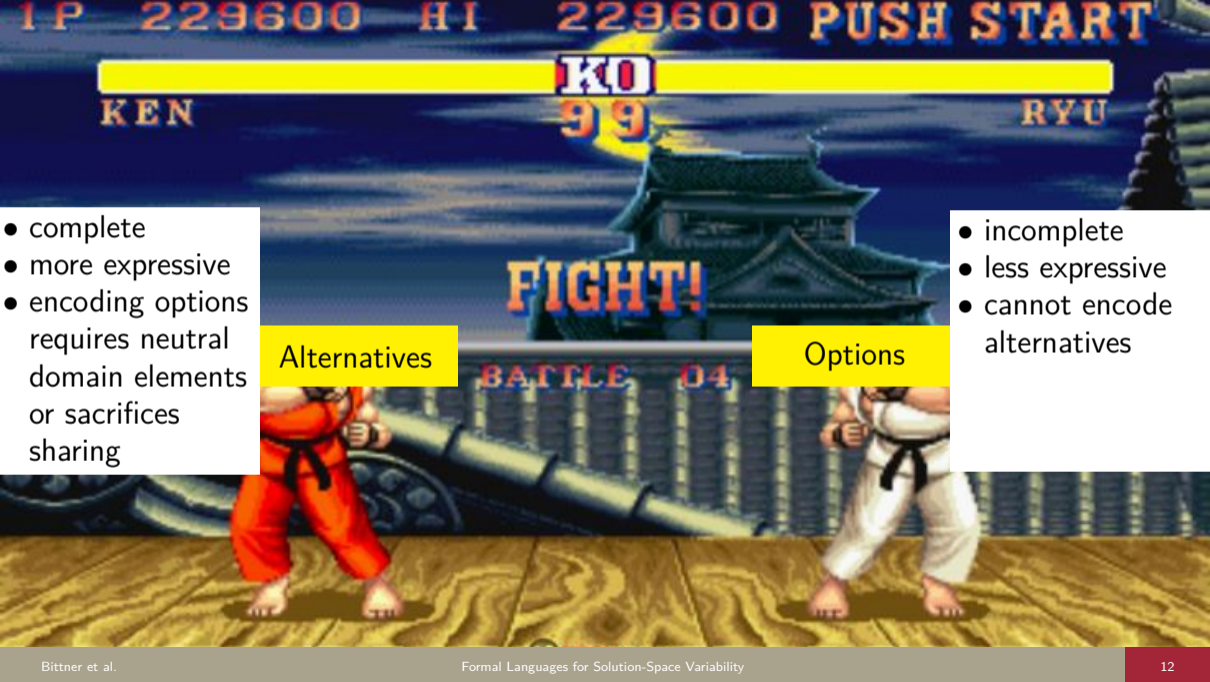 1P 229600 HI 229600 PUSH START
KO
KEN 99 RYU
FIGHT!
BATTLE 04
• complete
• more expressive
• encoding options
requires neutral
domain elements
or sacrifices
sharing
Alternatives
Options
• incomplete
• less expressive
• cannot encode
alternatives
Bittner et al. Formal Languages for Solution-Space Variability 12